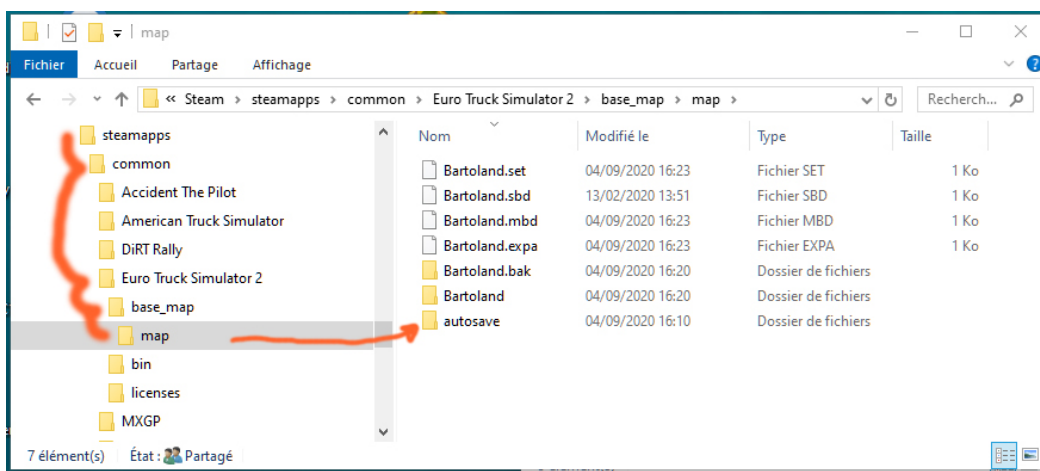 map
Fichier Accueil Partage Affichage
« Steam > steamapps > common > Euro Truck Simulator 2 > base_map > map > Recherch...
steamapps
common
Accident The Pilot
American Truck Simulator
DiRT Rally
Euro Truck Simulator 2
base_map
map
bin
licenses
MXGP
Nom Modifié le Type Taille
Bartoland.set 04/09/2020 16:23 Fichier SET 1 Ko
Bartoland.sbd 13/02/2020 13:51 Fichier SBD 1 Ko
Bartoland.mbd 04/09/2020 16:23 Fichier MBD 1 Ko
Bartoland.expa 04/09/2020 16:23 Fichier EXPA 1 Ko
Bartoland.bak 04/09/2020 16:20 Dossier de fichiers
Bartoland 04/09/2020 16:20 Dossier de fichiers
autosave 04/09/2020 16:10 Dossier de fichiers
7 élément(s) État : Partagé